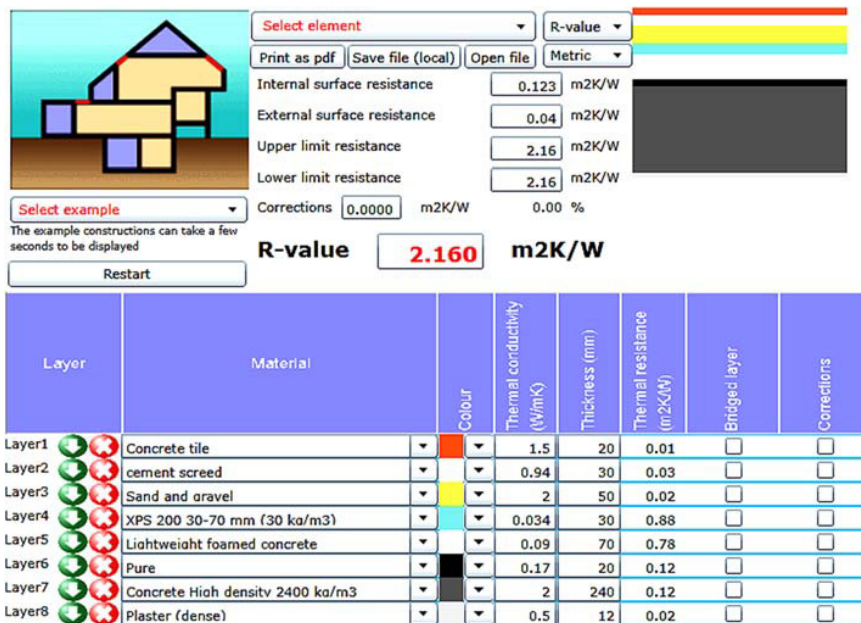 Select element R-value
Print as pdf Save file (local) Open file Metric
Internal surface resistance 0.123 m2K/W
External surface resistance 0.04 m2K/W
Upper limit resistance 2.16 m2K/W
Lower limit resistance 2.16 m2K/W
Select example
Corrections 0.0000 m2K/W 0.00 %
The example constructions can take a few
seconds to be displayed
R-value 2.160 m2K/W
Restart
Layer Material Colour Thermal conductivity (W/mK) Thickness (mm) Thermal resistance (m2K/W) Bridged layer Corrections
Layer1 Concrete tile 1.5 20 0.01
Layer2 cement screed 0.94 30 0.03
Layer3 Sand and gravel 2 50 0.02
Layer4 XPS 200 30-70 mm (30 kg/m3) 0.034 30 0.88
Layer5 Lightweight foamed concrete 0.09 70 0.78
Layer6 Pure 0.17 20 0.12
Layer7 Concrete High density 2400 kg/m3 2 240 0.12
Layer8 Plaster (dense) 0.5 12 0.02